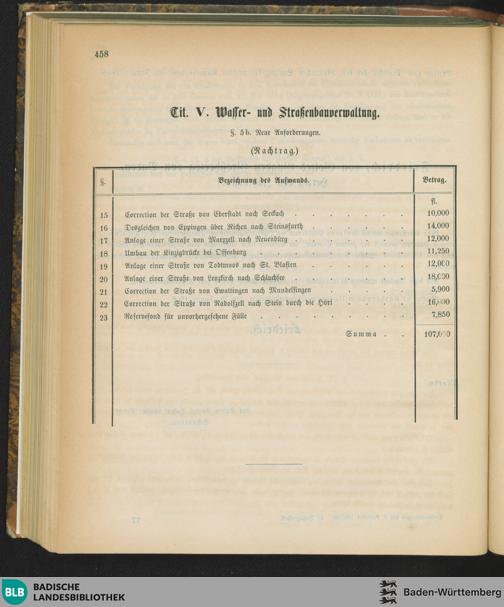 458
Tit. V. Wasser- und Straßenbauverwaltung.
§. 5 b. Neue Anforderungen.
(Nachtrag.)
§. Bezeichnung des Aufwands. Betrag.
fl.
15 Correction der Straße von Eberstadt nach Seckach . . . . . . 10,000
16 Desgleichen von Eppingen über Richen nach Steinsfurth . . . . . 14,000
17 Anlage einer Straße von Marxzell nach Neuenbürg . . . . . . 12,000
18 Umbau der Kinzigbrücke bei Offenburg . . . . . . . 11,250
19 Anlage einer Straße von Todtmoos nach St. Blasien . . . . . 12,000
20 Anlage einer Straße von Lenzkirch nach Schluchsee . . . . . . 18,000
21 Correction der Straße von Ewattingen nach Mundelfingen . . . . . 5,900
22 Correction der Straße von Radolfzell nach Stein durch die Höri . . . . 16,000
23 Reservefond für unvorhergesehene Fälle . . . . . . . 7,850
Summa . . 107,000
BLB
BADISCHE
LANDESBIBLIOTHEK
Baden-Württemberg